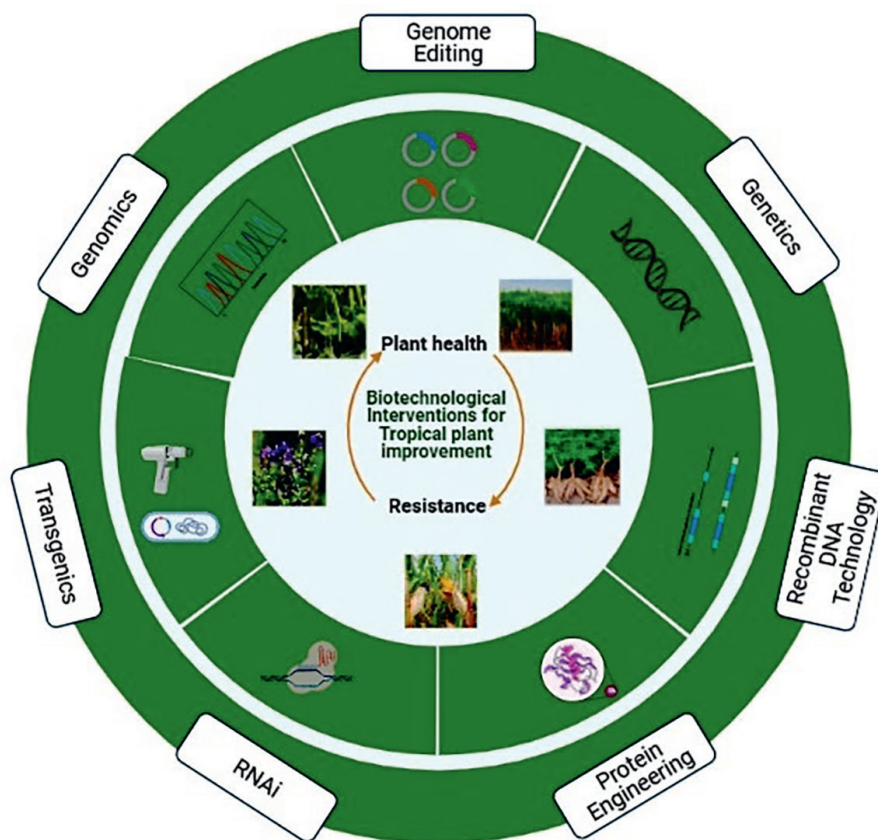 Genome
Editing
Genomics
Genetics
Plant health
Biotechnological
Interventions for
Tropical plant
improvement
Resistance
Transgenics
Recombinant
DNA
Technology
RNAi
Protein
Engineering